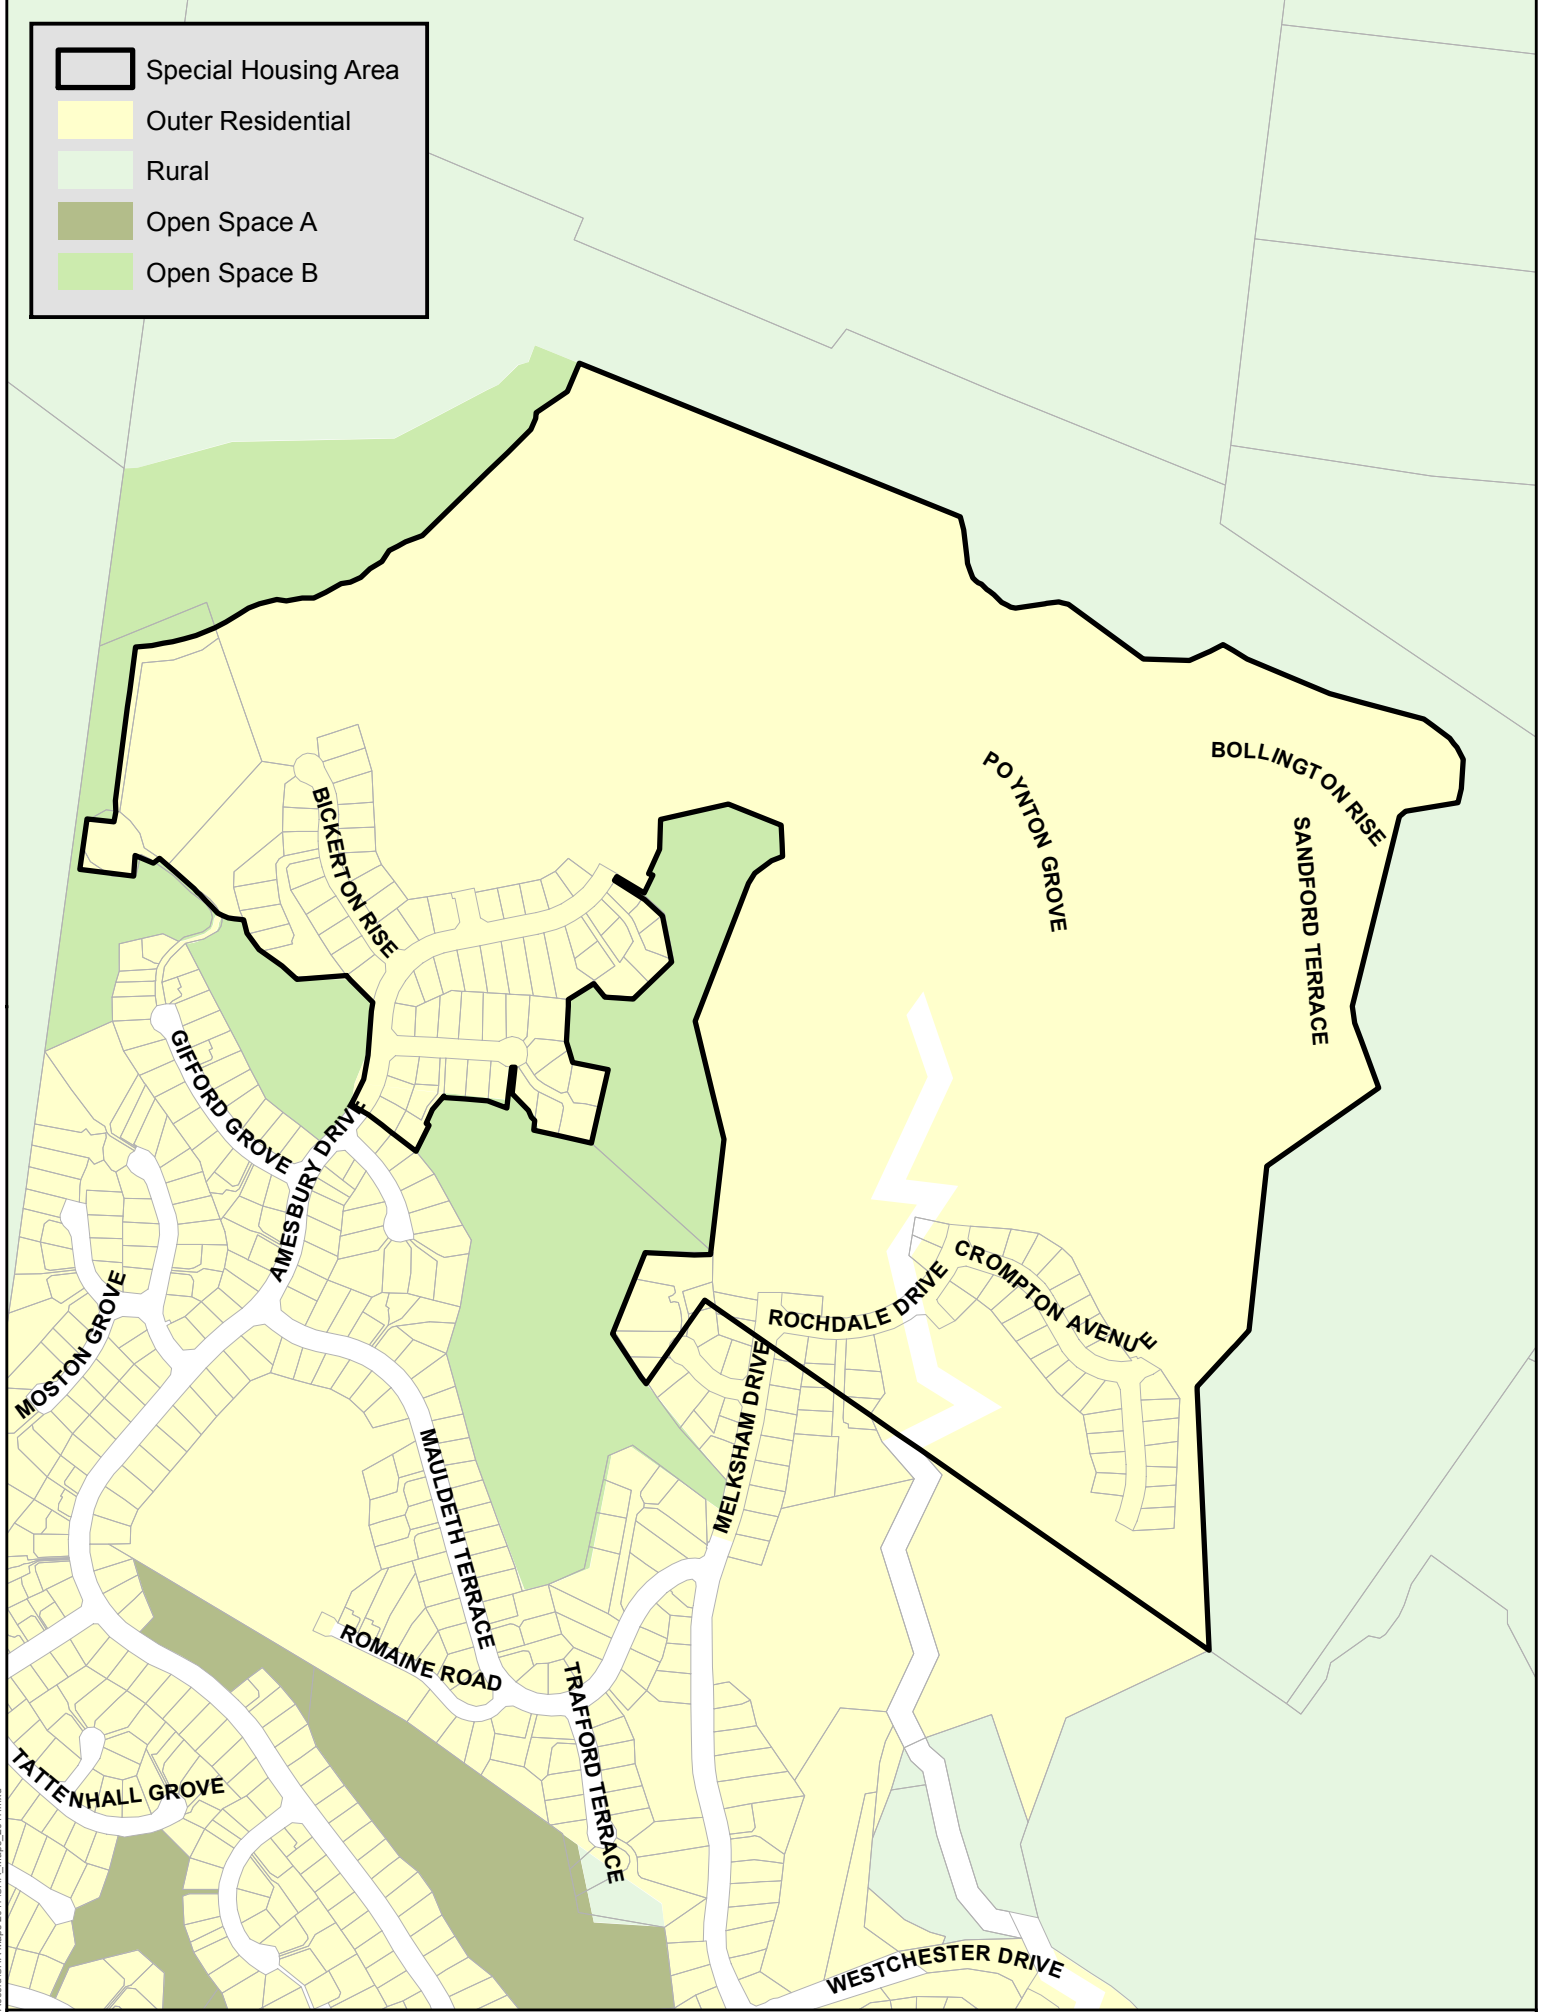 Special Housing Area
Outer Residential
Rural
Open Space A
Open Space B
BOLLINGTON RISE
POYNTON GROVE
SANDFORD TERRACE
BICKERTON RISE
GIFFORD GROVE
AMESBURY DRIVE
MOSTON GROVE
ROCHDALE DRIVE
CROMPTON AVENUE
MELKSHAM DRIVE
MAULDETH TERRACE
ROMAINE ROAD
TRAFFORD TERRACE
TATTENHALL GROVE
WESTCHESTER DRIVE